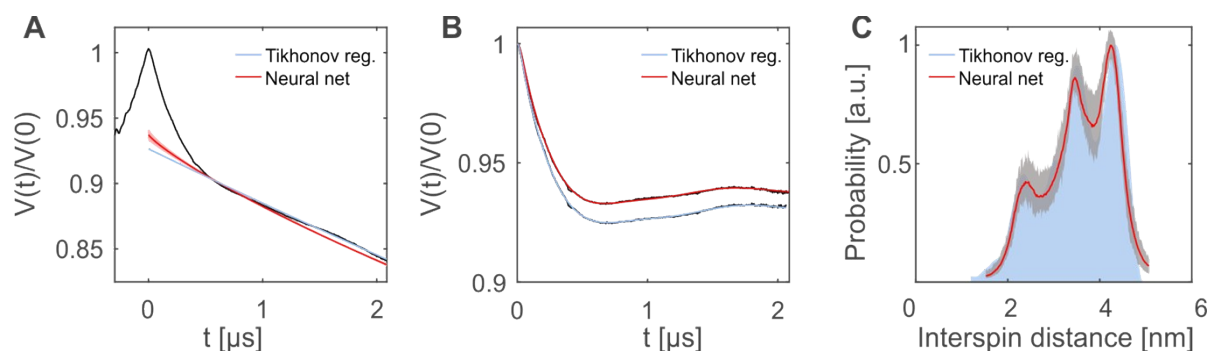 A
Tikhonov reg.
Neural net
1
0.95
0.9
0.85
V(t)/V(0)
0 1 2
t [µs]
B
Tikhonov reg.
Neural net
1
0.95
0.9
V(t)/V(0)
0 1 2
t [µs]
C
Tikhonov reg.
Neural net
1
0.5
Probability [a.u.]
0 2 4 6
Interspin distance [nm]